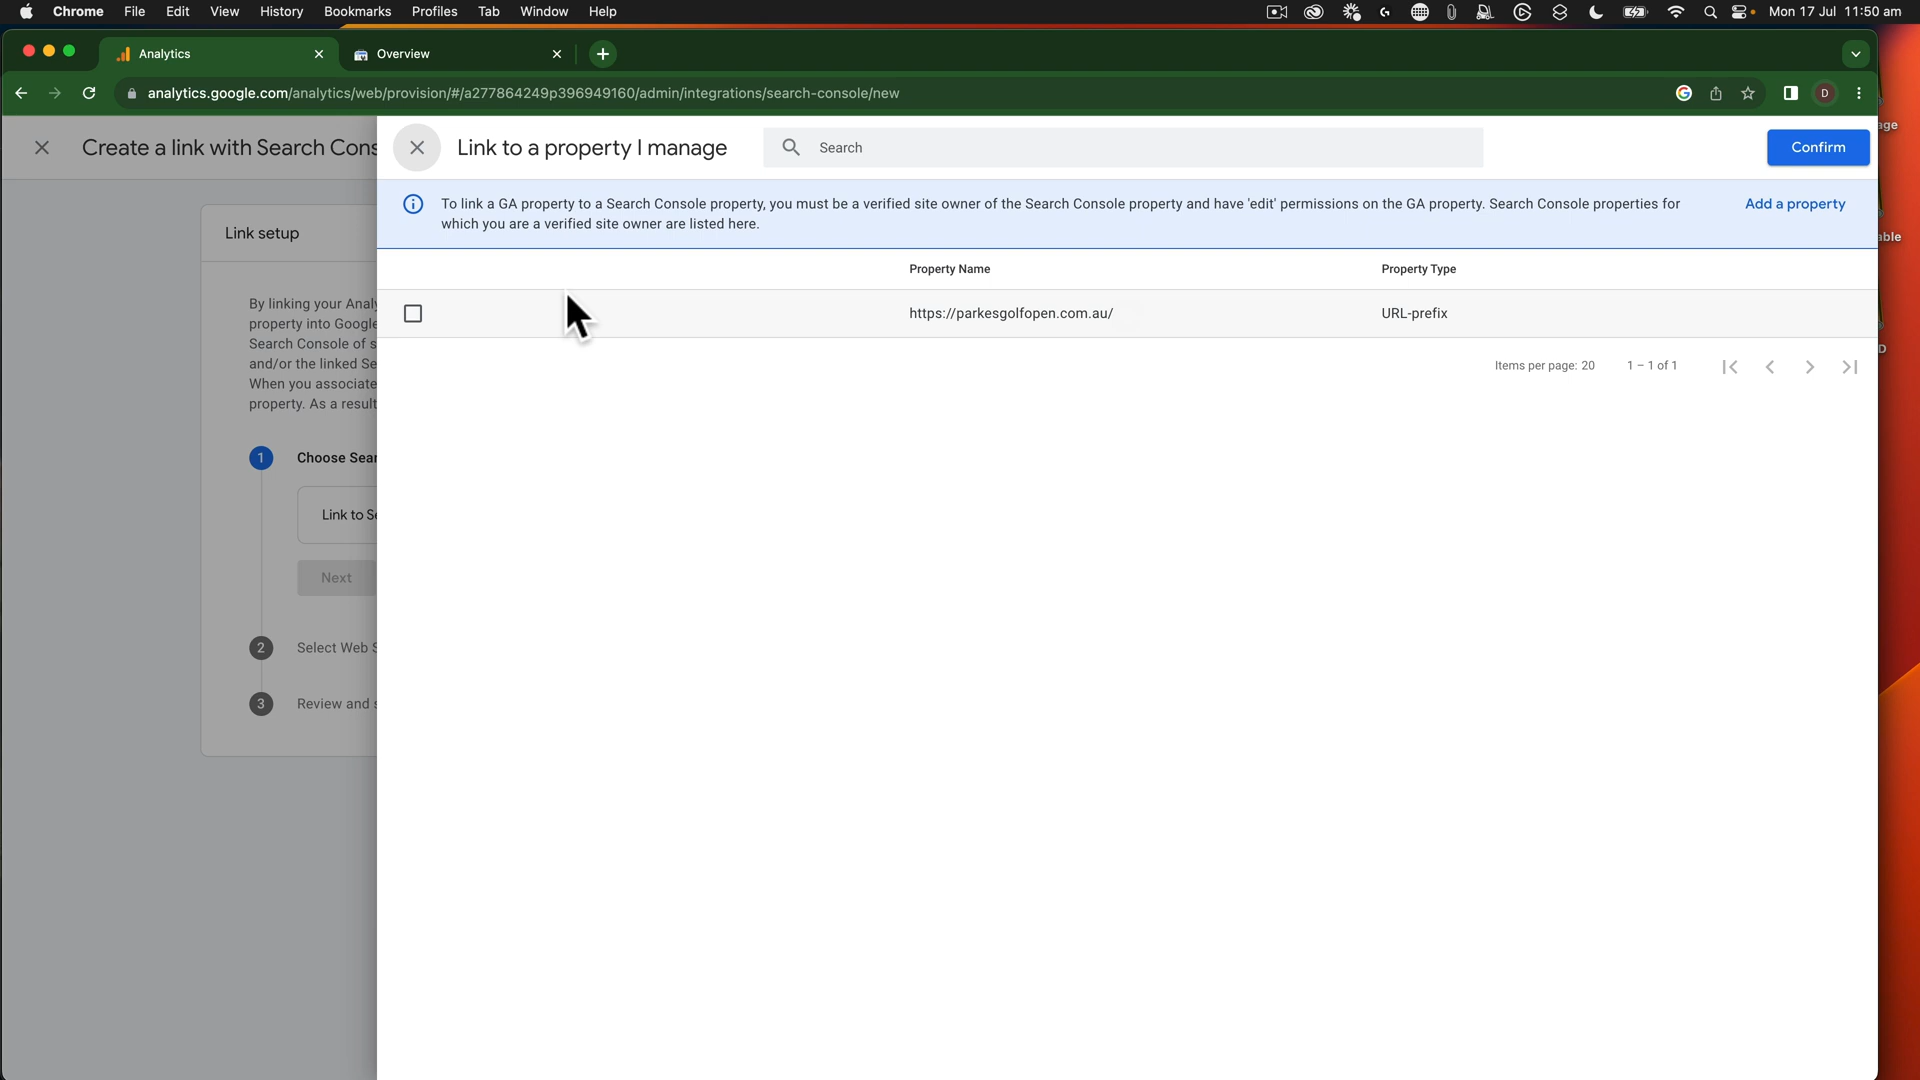 Chrome File Edit View History Bookmarks Profiles Tab Window Help Mon 17 Jul 11:50 am
Analytics Overview
analytics.google.com/analytics/web/provision/#/a277864249p396949160/admin/integrations/search-console/new D
Create a link with Search Cons
Link to a property I manage Search Confirm
To link a GA property to a Search Console property, you must be a verified site owner of the Search Console property and have 'edit' permissions on the GA property. Search Console properties for
which you are a verified site owner are listed here.
Add a property
Property Name Property Type
https://parkesgolfopen.com.au/ URL-prefix
Items per page: 20 1 – 1 of 1
Link setup
By linking your Analy
property into Google
Search Console of s
and/or the linked Se
When you associate
property. As a result
1 Choose Sear
Link to Se
Next
2 Select Web S
3 Review and s
age
able
D